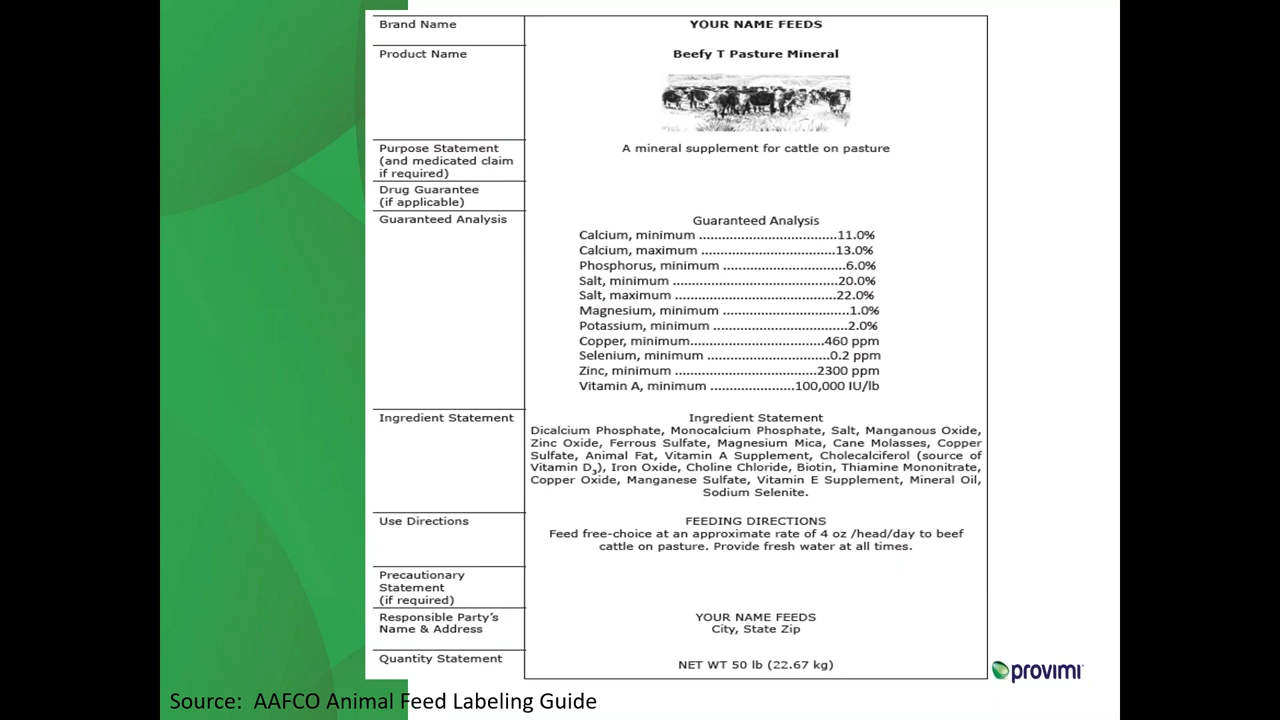 Brand Name
YOUR NAME FEEDS
Product Name
Beefy T Pasture Mineral
Purpose Statement
(and medicated claim
if required)
A mineral supplement for cattle on pasture
Drug Guarantee
(if applicable)
Guaranteed Analysis
Guaranteed Analysis
Calcium, minimum ....................................11.0%
Calcium, maximum ...................................13.0%
Phosphorus, minimum ................................6.0%
Salt, minimum ............................................20.0%
Salt, maximum ..........................................22.0%
Magnesium, minimum .................................1.0%
Potassium, minimum ...................................2.0%
Copper, minimum...................................460 ppm
Selenium, minimum ................................0.2 ppm
Zinc, minimum .....................................2300 ppm
Vitamin A, minimum ......................100,000 IU/lb
Ingredient Statement
Ingredient Statement
Dicalcium Phosphate, Monocalcium Phosphate, Salt, Manganous Oxide,
Zinc Oxide, Ferrous Sulfate, Magnesium Mica, Cane Molasses, Copper
Sulfate, Animal Fat, Vitamin A Supplement, Cholecalciferol (source of
Vitamin D3), Iron Oxide, Choline Chloride, Biotin, Thiamine Mononitrate,
Copper Oxide, Manganese Sulfate, Vitamin E Supplement, Mineral Oil,
Sodium Selenite.
Use Directions
FEEDING DIRECTIONS
Feed free-choice at an approximate rate of 4 oz /head/day to beef
cattle on pasture. Provide fresh water at all times.
Precautionary
Statement
(if required)
Responsible Party's
Name & Address
YOUR NAME FEEDS
City, State Zip
Quantity Statement
NET WT 50 lb (22.67 kg)
provimi
Source: AAFCO Animal Feed Labeling Guide